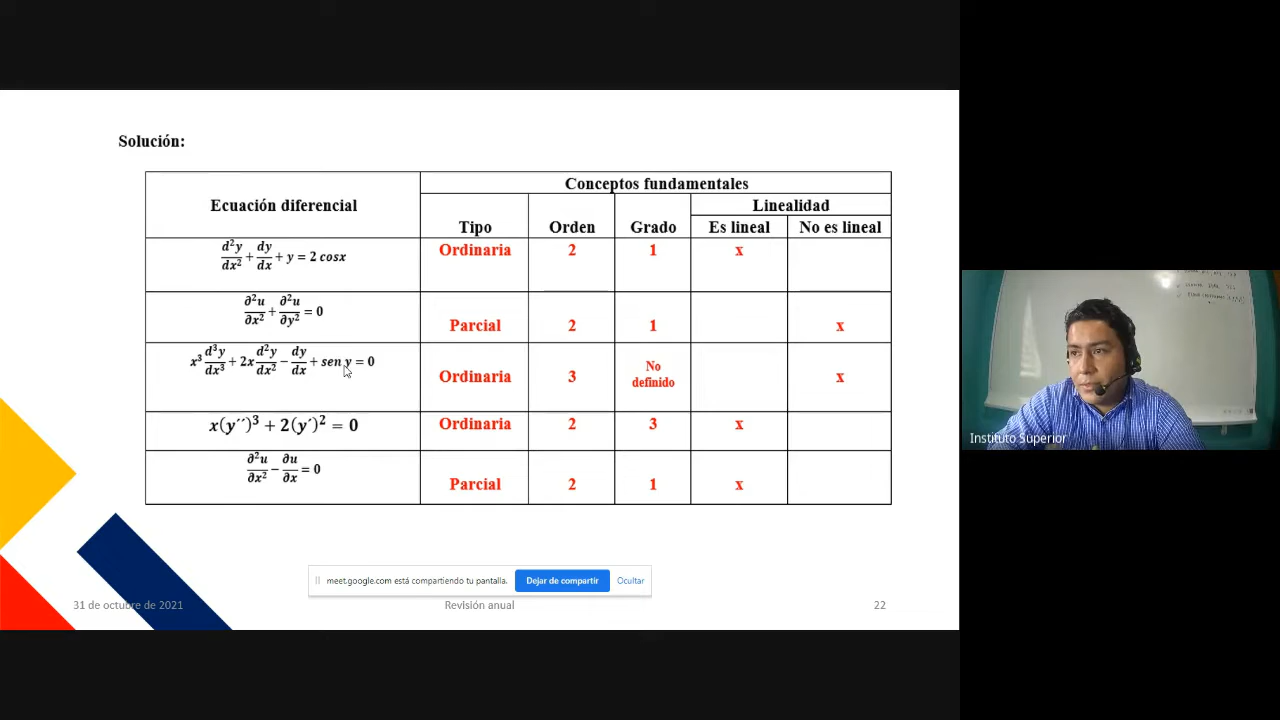 Solución:
Ecuación diferencial
Conceptos fundamentales
Tipo
Orden
Grado
Linealidad
Es lineal
No es lineal
d²y/dx² + dy/dx + y = 2 cosx
Ordinaria
2
1
x
∂²u/∂x² + ∂²u/∂y² = 0
Parcial
2
1
x
x³ d³y/dx³ + 2x d²y/dx² − dy/dx + sen y = 0
Ordinaria
3
No
definido
x
x(y´´)³ + 2(y´)² = 0
Ordinaria
2
3
x
∂²u/∂x² − ∂u/∂x = 0
Parcial
2
1
x
meet.google.com está compartiendo tu pantalla.
Dejar de compartir
Ocultar
31 de octubre de 2021
Revisión anual
22
Instituto Superior